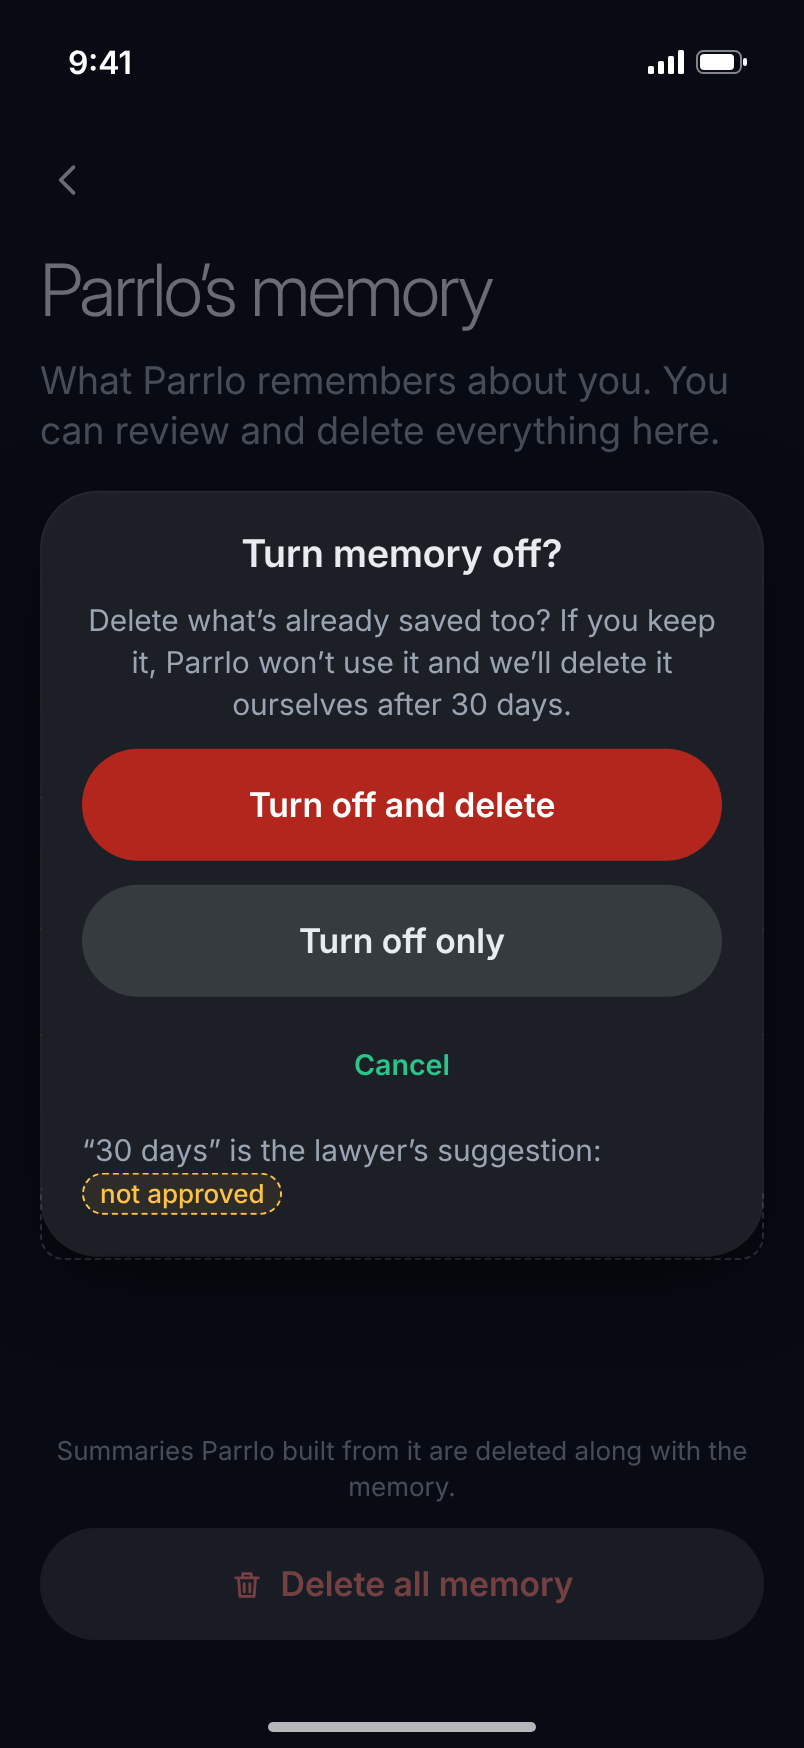 9:41
Parrlo’s memory
What Parrlo remembers about you. You
can review and delete everything here.
Turn memory off?
Delete what’s already saved too? If you keep
it, Parrlo won’t use it and we’ll delete it
ourselves after 30 days.
Turn off and delete
Turn off only
Cancel
“30 days” is the lawyer’s suggestion:
not approved
Summaries Parrlo built from it are deleted along with the
memory.
Delete all memory